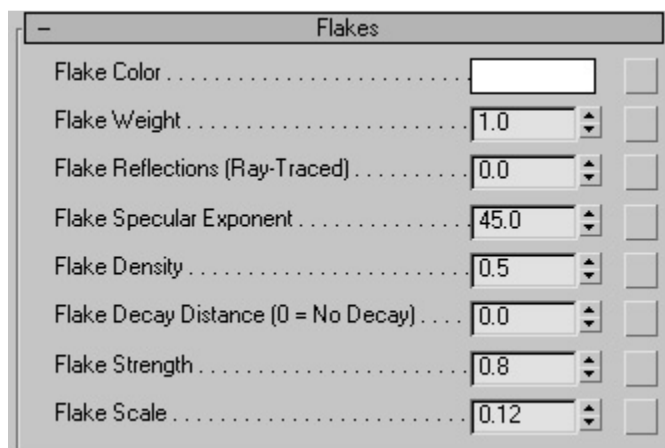 − Flakes
Flake Color . . . . . . . . . . . . . . . . . . . . . . . . . . . .
Flake Weight . . . . . . . . . . . . . . . . . . . . . . . . . . 1.0
Flake Reflections (Ray-Traced) . . . . . . . . . . 0.0
Flake Specular Exponent . . . . . . . . . . . . . . . . 45.0
Flake Density . . . . . . . . . . . . . . . . . . . . . . . . . . 0.5
Flake Decay Distance (0 = No Decay) . . . . 0.0
Flake Strength . . . . . . . . . . . . . . . . . . . . . . . . . 0.8
Flake Scale . . . . . . . . . . . . . . . . . . . . . . . . . . . 0.12